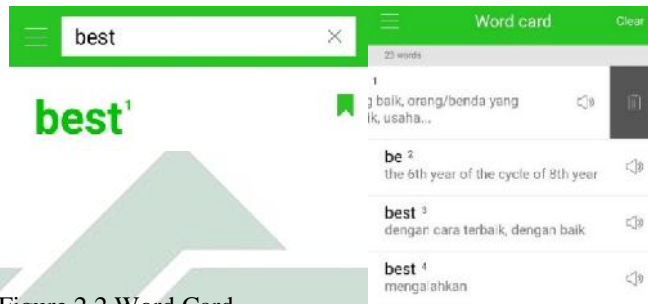 best
best¹
Word card
Clear
23 words
1
g baik, orang/benda yang
ik, usaha...
be ²
the 6th year of the cycle of 8th year
best ³
dengan cara terbaik, dengan baik
best ⁴
mengalahkan
Figure 2.2 Word Card